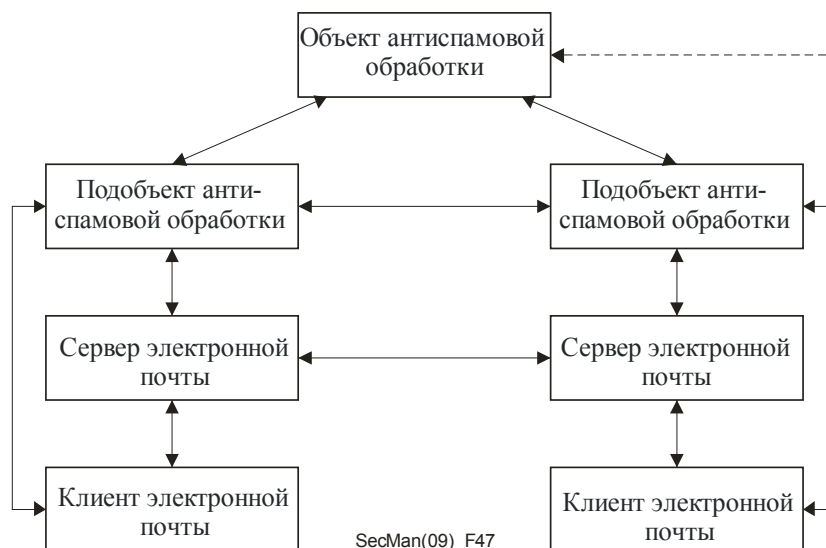 Объект антиспамовой
обработки
Подобъект анти-
спамовой обработки
Подобъект анти-
спамовой обработки
Сервер электронной
почты
Сервер электронной
почты
Клиент электронной
почты
Клиент электронной
почты
SecMan(09)_F47